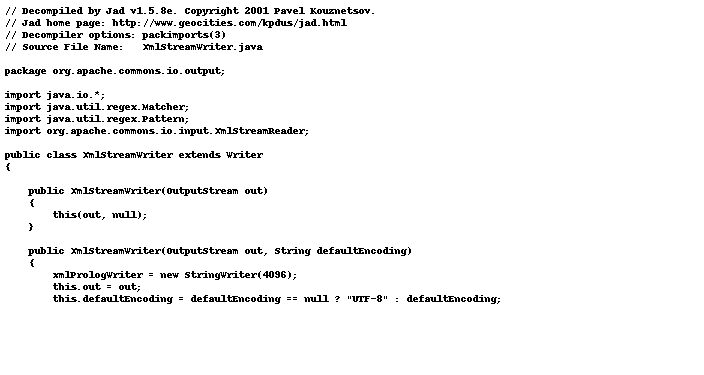 // Decompiled by Jad v1.5.8e. Copyright 2001 Pavel Kouznetsov.
// Jad home page: http://www.geocities.com/kpdus/jad.html
// Decompiler options: packimports(3)
// Source File Name:   XmlStreamWriter.java

package org.apache.commons.io.output;

import java.io.*;
import java.util.regex.Matcher;
import java.util.regex.Pattern;
import org.apache.commons.io.input.XmlStreamReader;

public class XmlStreamWriter extends Writer
{

    public XmlStreamWriter(OutputStream out)
    {
        this(out, null);
    }

    public XmlStreamWriter(OutputStream out, String defaultEncoding)
    {
        xmlPrologWriter = new StringWriter(4096);
        this.out = out;
        this.defaultEncoding = defaultEncoding == null ? "UTF-8" : defaultEncoding;